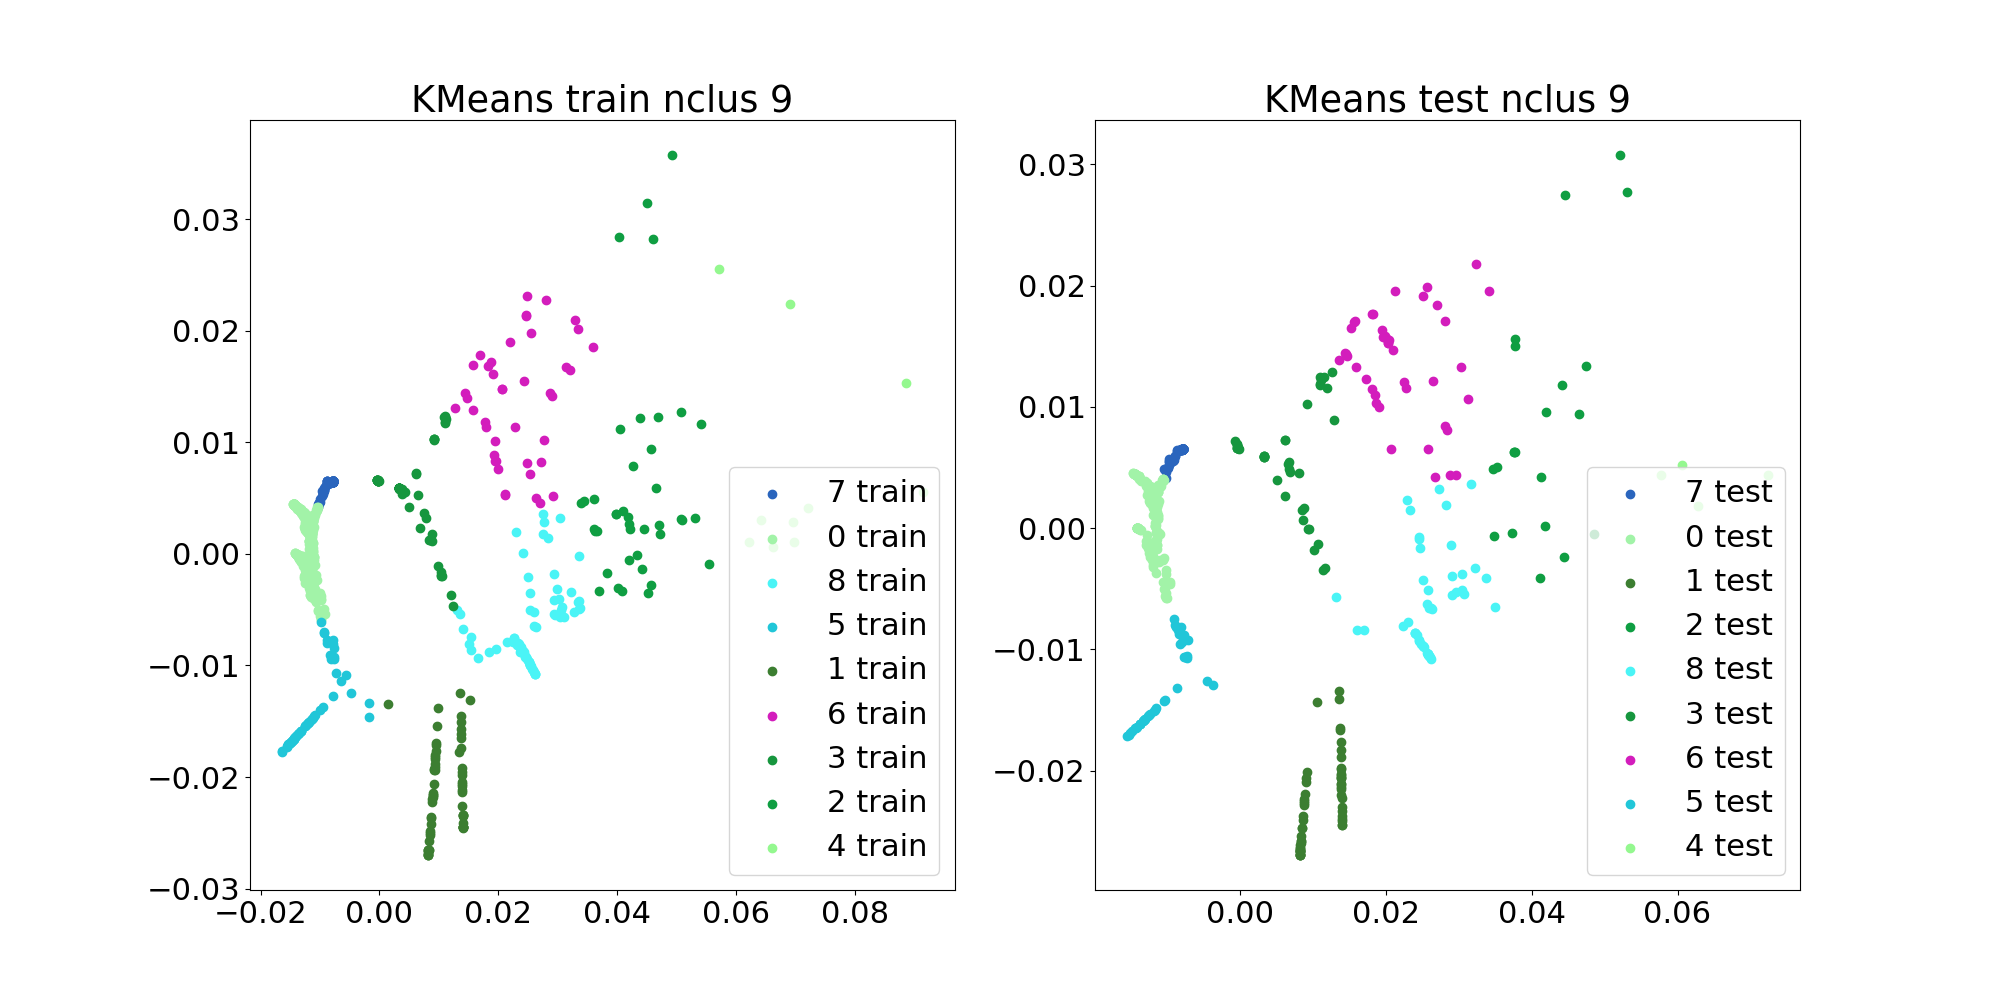 KMeans train nclus 9
0.03
0.02
0.01
0.00
−0.01
−0.02
−0.03
−0.02 0.00 0.02 0.04 0.06 0.08
7 train
0 train
8 train
5 train
1 train
6 train
3 train
2 train
4 train
KMeans test nclus 9
0.03
0.02
0.01
0.00
−0.01
−0.02
0.00 0.02 0.04 0.06
7 test
0 test
1 test
2 test
8 test
3 test
6 test
5 test
4 test